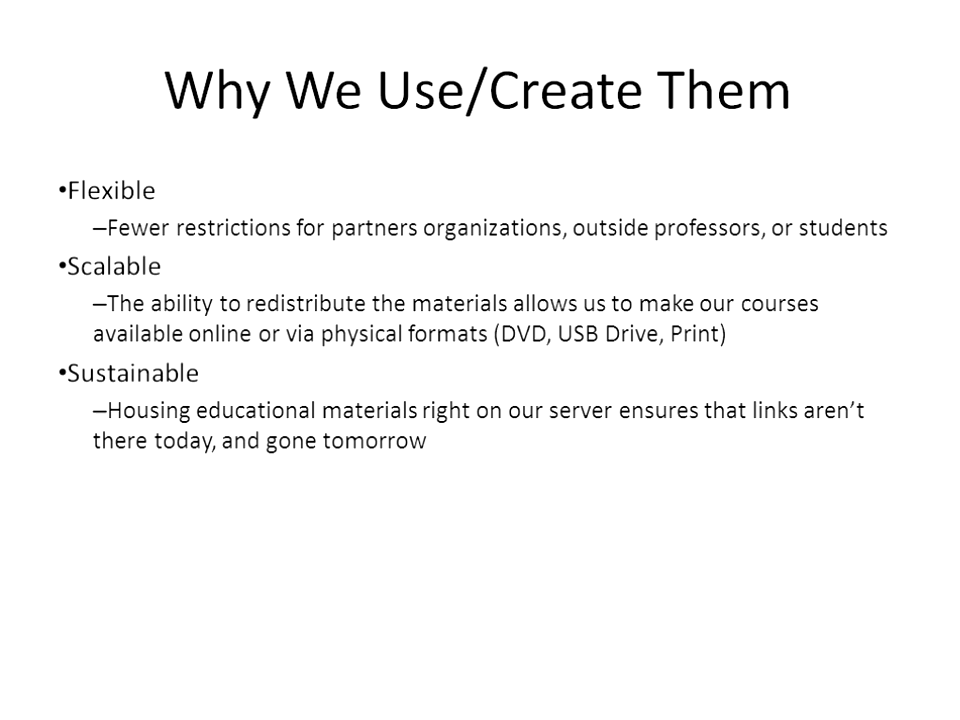 Why We Use/Create Them
•Flexible
–Fewer restrictions for partners organizations, outside professors, or students
•Scalable
–The ability to redistribute the materials allows us to make our courses
available online or via physical formats (DVD, USB Drive, Print)
•Sustainable
–Housing educational materials right on our server ensures that links aren’t
there today, and gone tomorrow